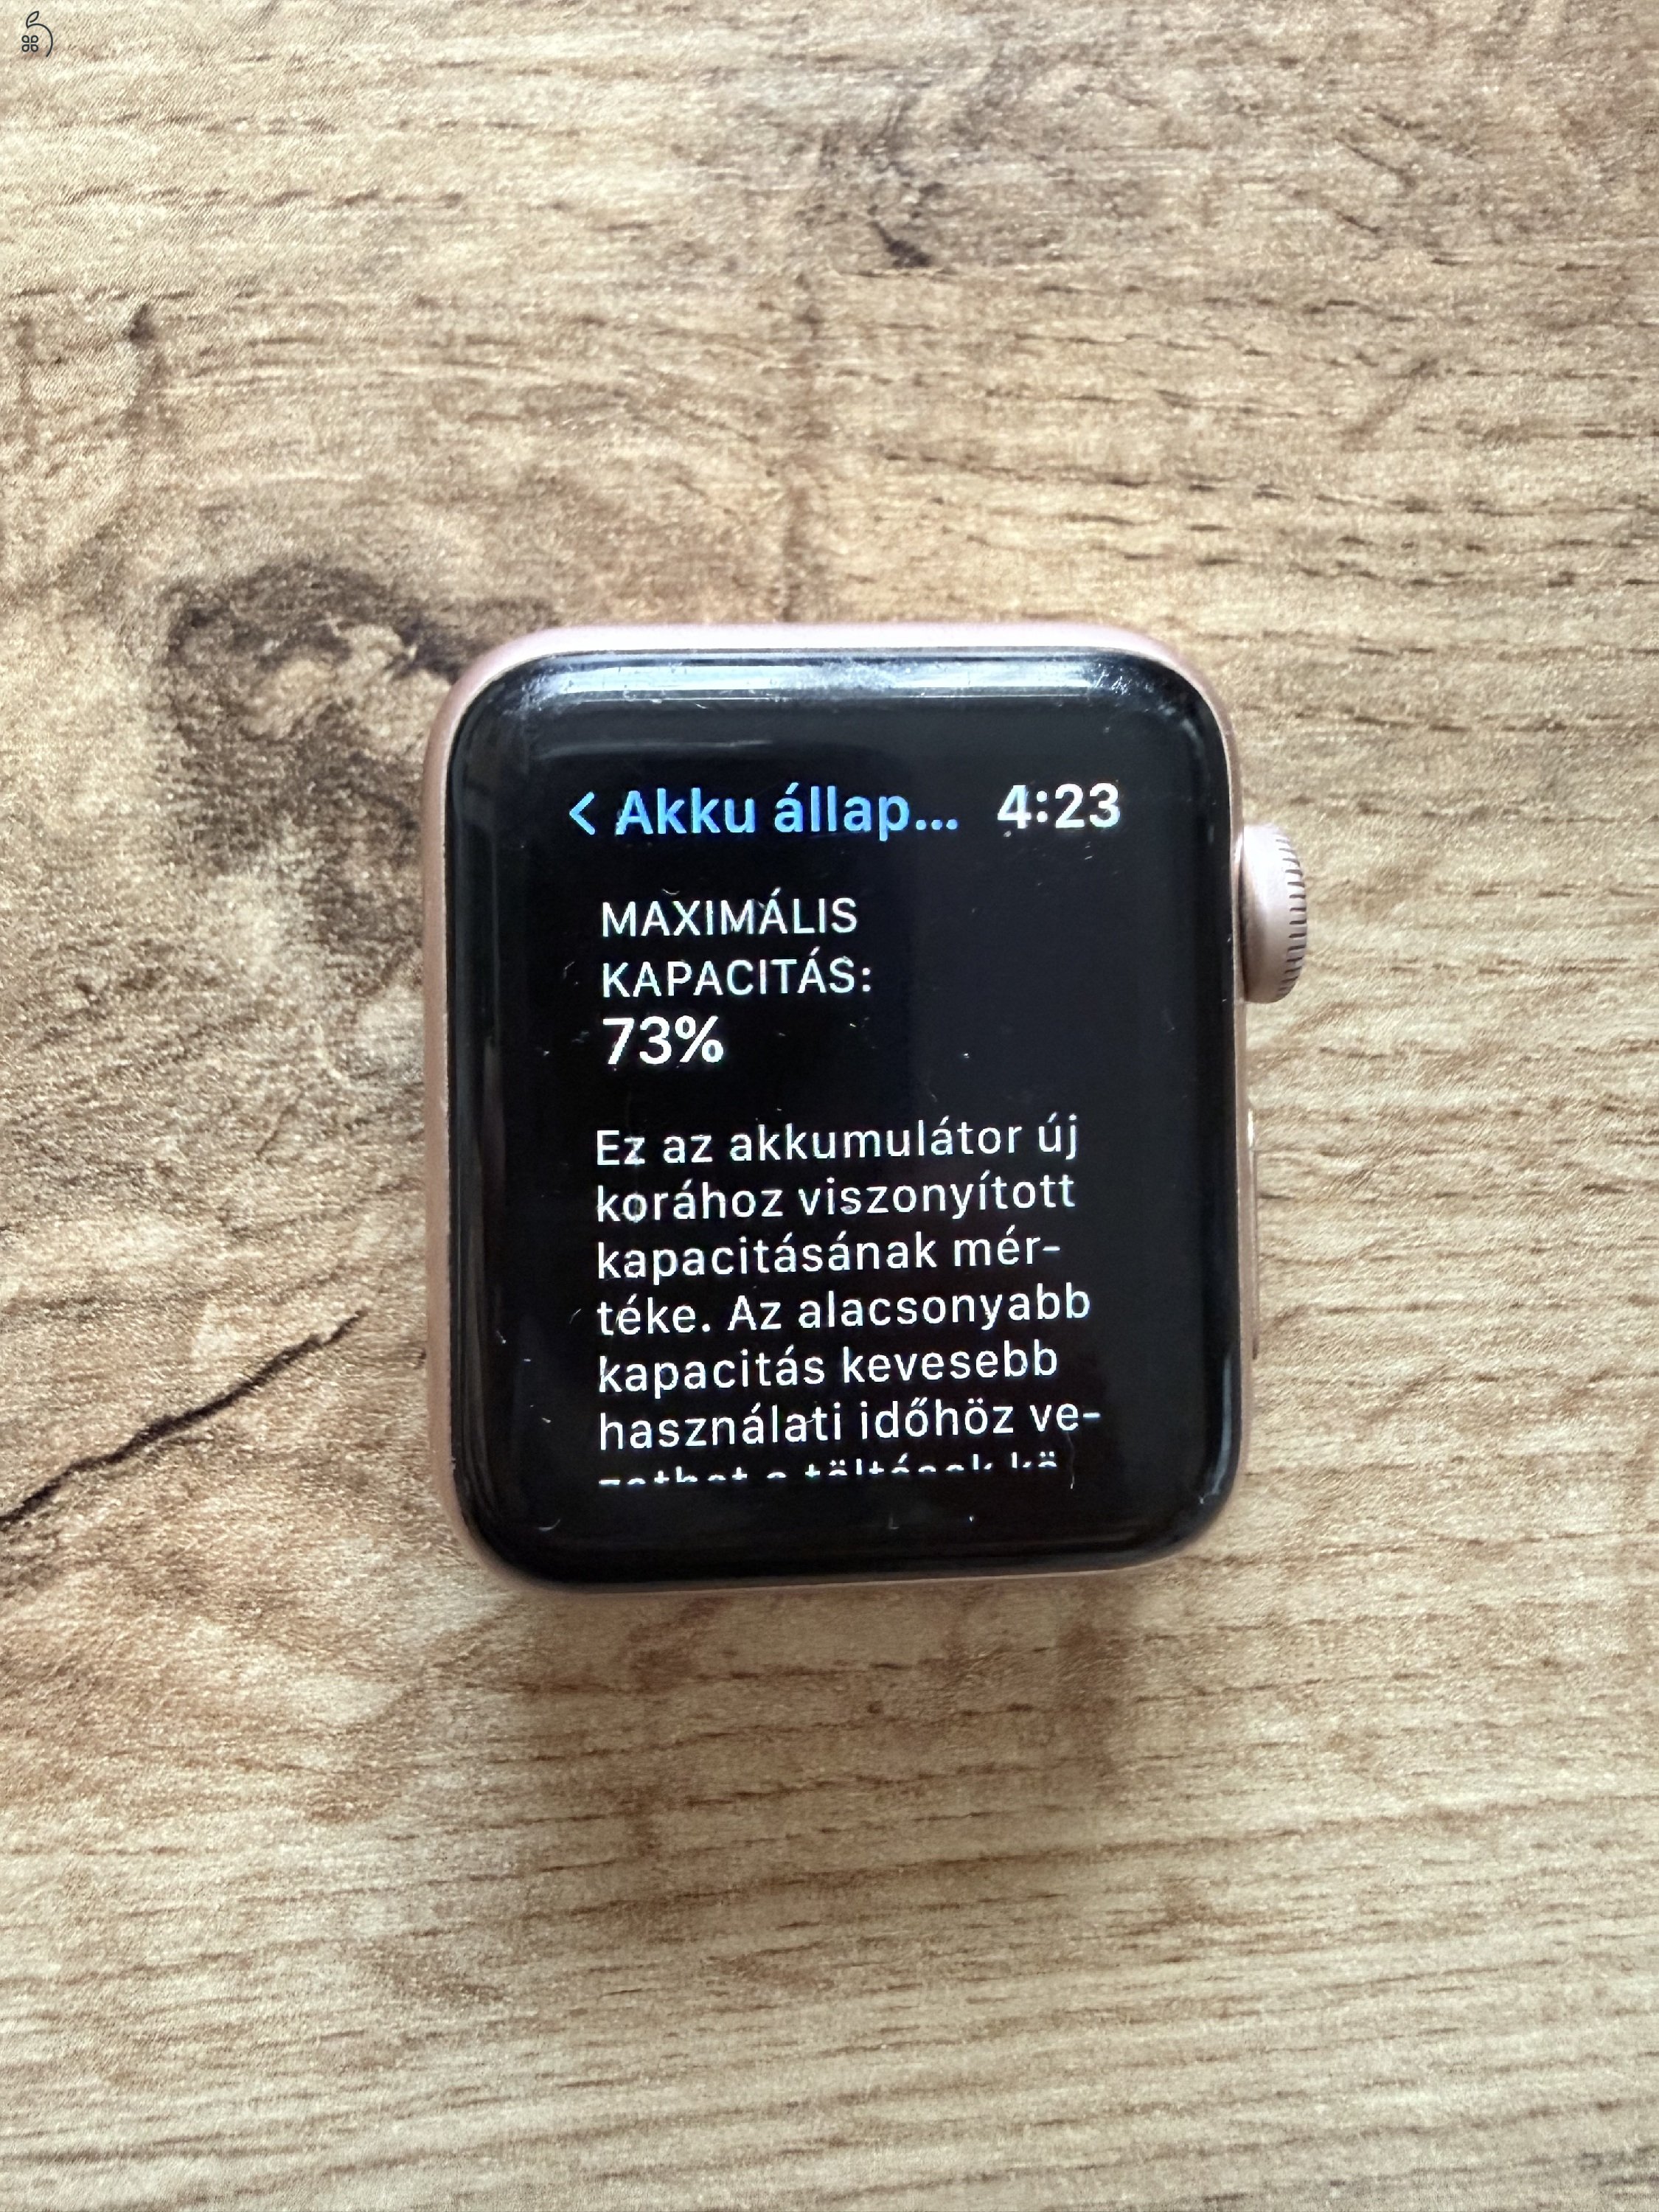 < Akku állap... 4:23
MAXIMÁLIS
KAPACITÁS:
73%
Ez az akkumulátor új
korához viszonyított
kapacitásának mér-
téke. Az alacsonyabb
kapacitás kevesebb
használati időhöz ve-